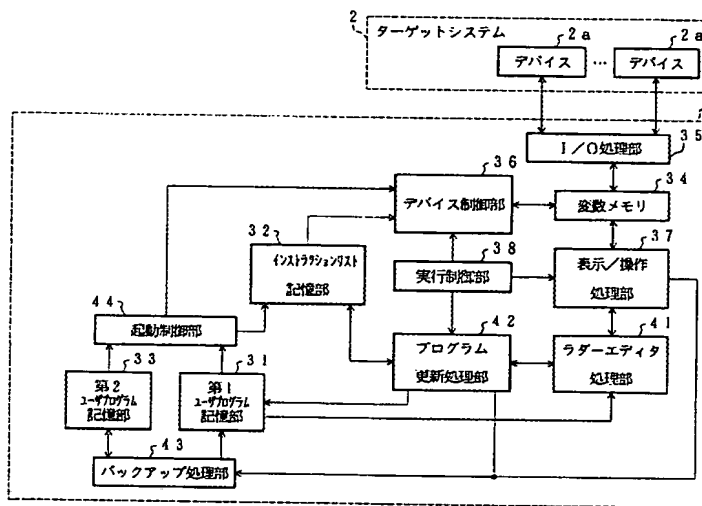 2
ターゲットシステム
2a
2a
デバイス
…
デバイス
35
I/O処理部
36
デバイス制御部
34
変数メモリ
32
インストラクションリスト
記憶部
38
実行制御部
37
表示/操作
処理部
44
起動制御部
42
プログラム
更新処理部
41
ラダーエディタ
処理部
33
第2
ユーザプログラム
記憶部
31
第1
ユーザプログラム
記憶部
43
バックアップ処理部